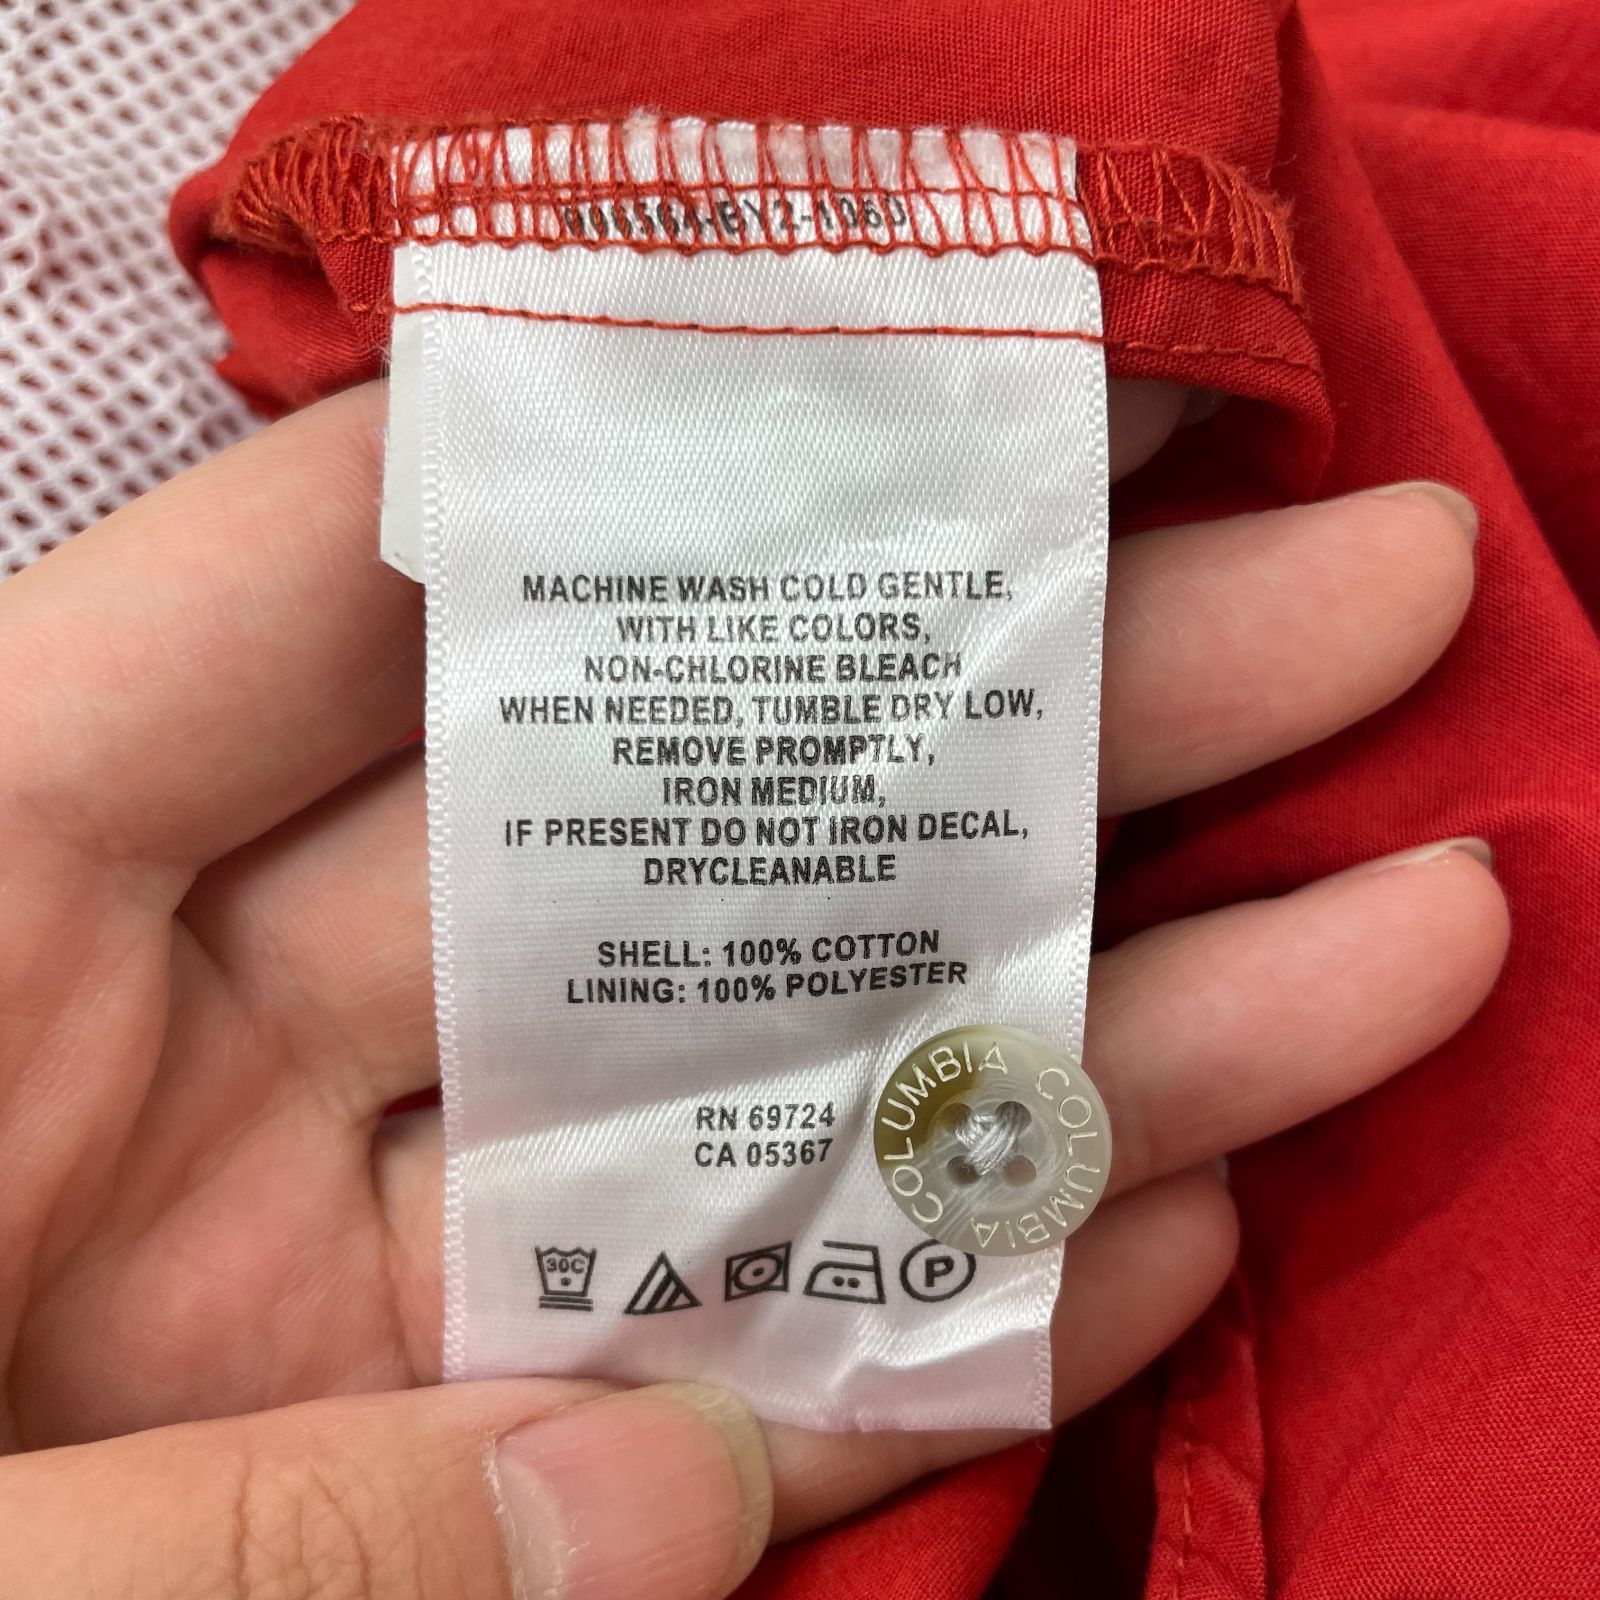 MACHINE WASH COLD GENTLE,
WITH LIKE COLORS,
NON-CHLORINE BLEACH
WHEN NEEDED, TUMBLE DRY LOW,
REMOVE PROMPTLY,
IRON MEDIUM,
IF PRESENT DO NOT IRON DECAL,
DRYCLEANABLE
SHELL: 100% COTTON
LINING: 100% POLYESTER
RN 69724
CA 05367
COLUMBIA COLUMBIA
30C
P